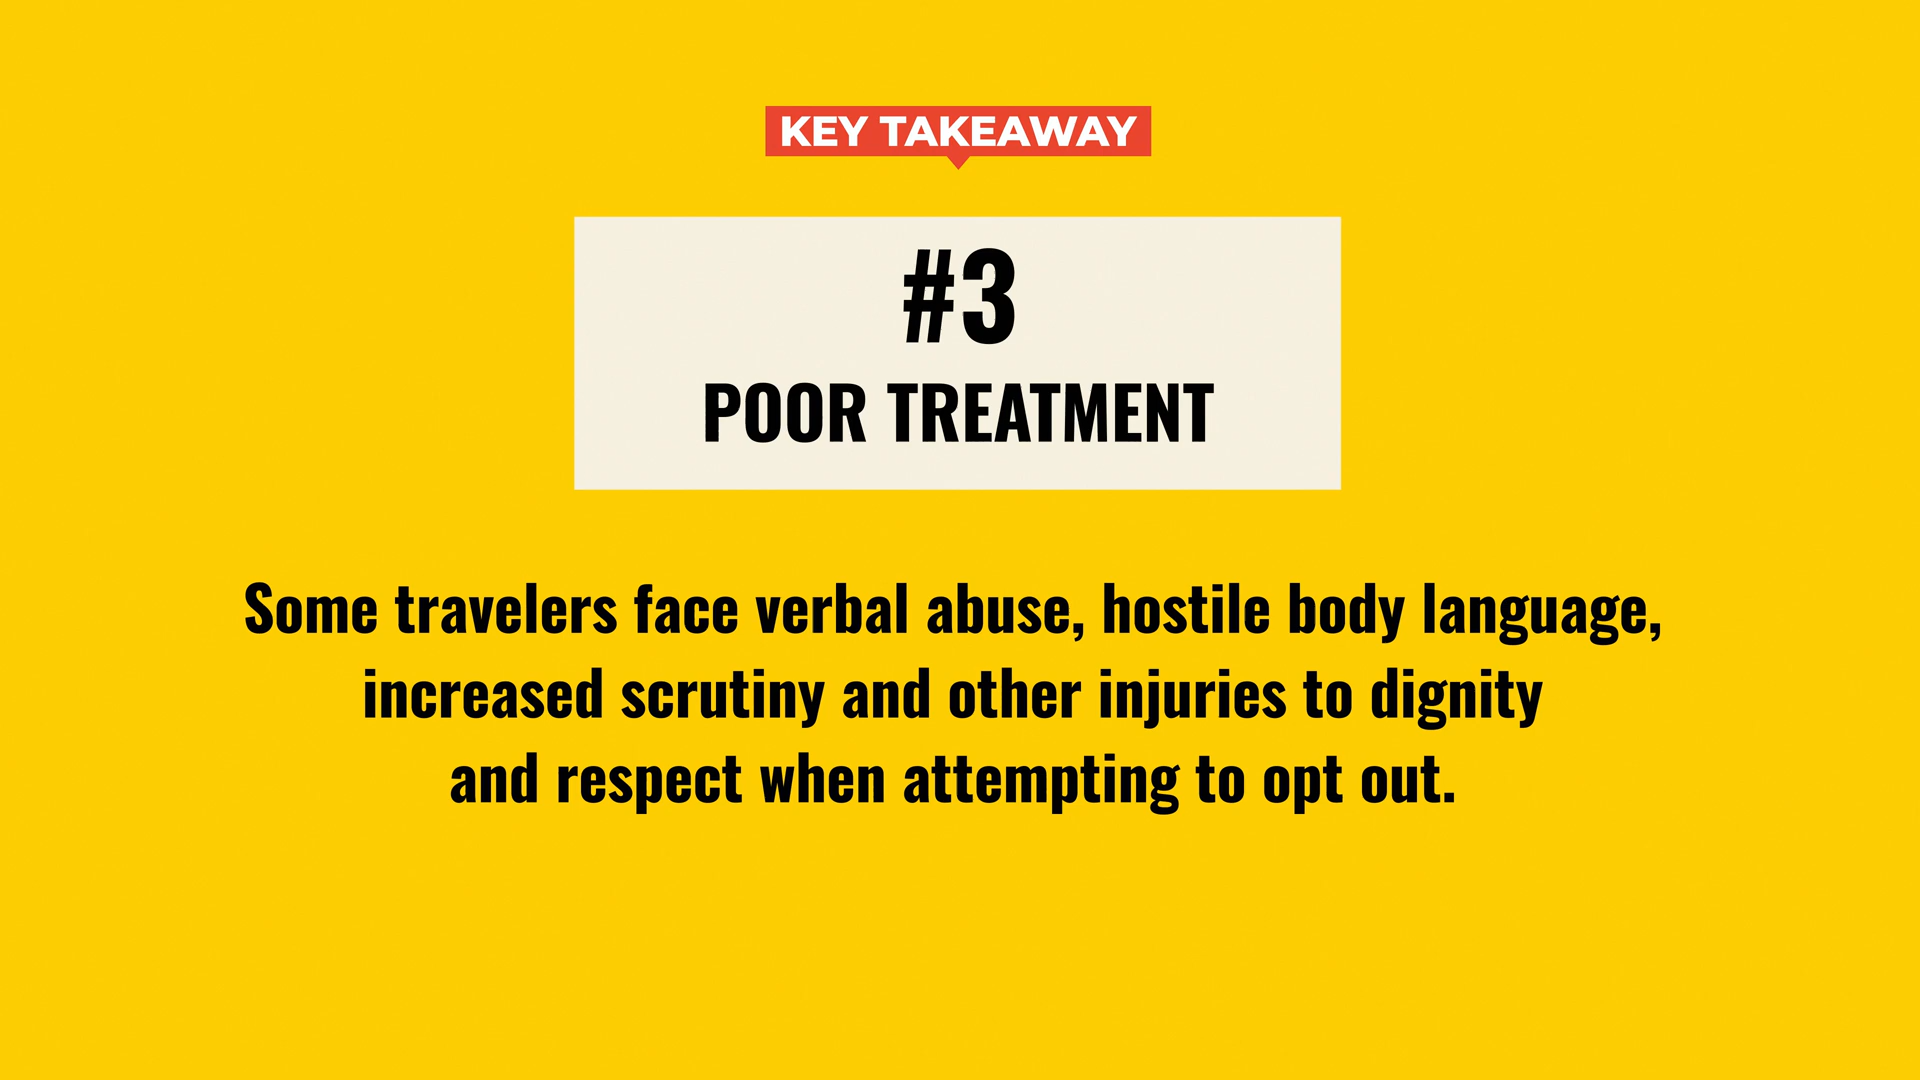 KEY TAKEAWAY
#3
POOR TREATMENT
Some travelers face verbal abuse, hostile body language,
increased scrutiny and other injuries to dignity
and respect when attempting to opt out.